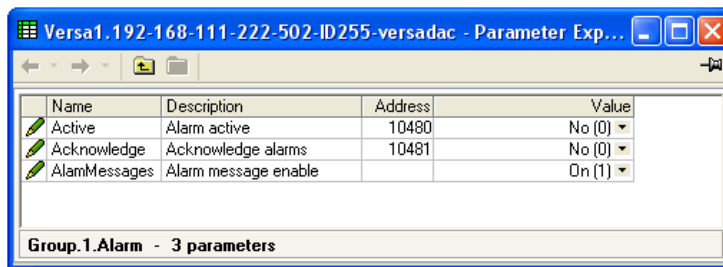 Versa1.192-168-111-222-502-ID255-versadac - Parameter Exp...
Name Description Address Value
Active Alarm active 10480 No (0)
Acknowledge Acknowledge alarms 10481 No (0)
AlamMessages Alarm message enable On (1)
Group.1.Alarm - 3 parameters